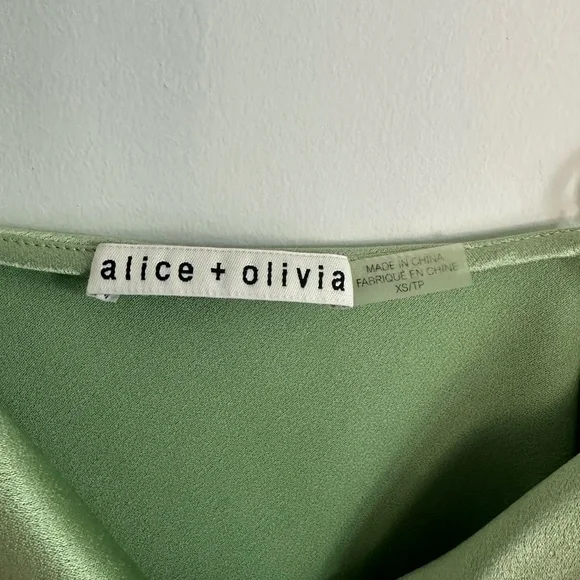 alice + olivia
MADE IN CHINA
FABRIQUÉ EN CHINE
XS/TP